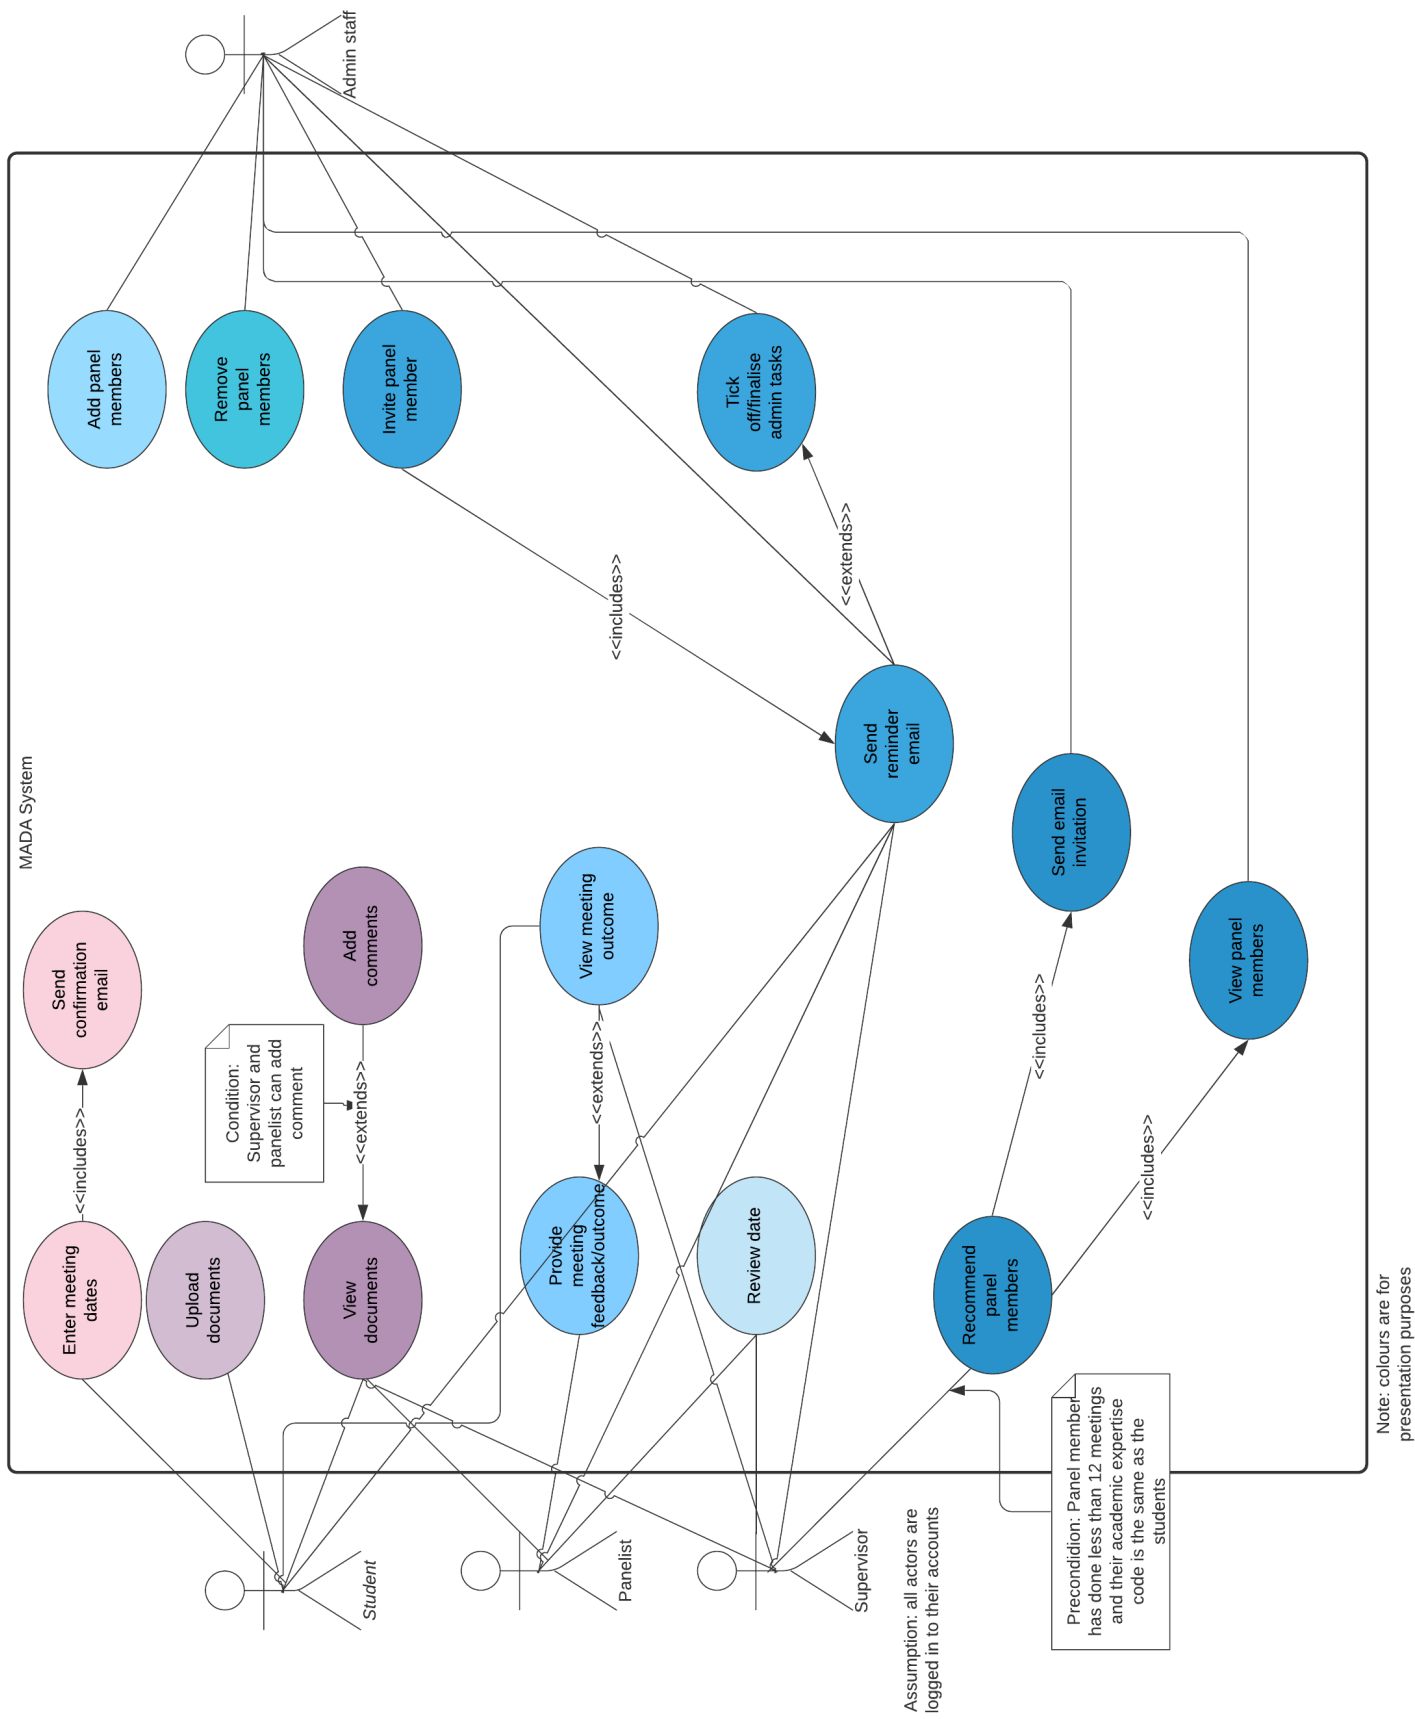 MADA System
Student
Panelist
Supervisor
Admin staff
Enter meeting
dates
<<includes>>
Send
confirmation
email
Upload
documents
View
documents
<<extends>>
Add
comments
Condition:
Supervisor and
panelist can add
comment
Provide
meeting
feedback/outcome
<<extends>>
View meeting
outcome
Review date
Recommend
panel
members
<<includes>>
Send email
invitation
<<includes>>
View panel
members
Send
reminder
email
<<includes>>
<<extends>>
Add panel
members
Remove
panel
members
Invite panel
member
Tick
off/finalise
admin tasks
Assumption: all actors are
logged in to their accounts
Precondition: Panel member
has done less than 12 meetings
and their academic expertise
code is the same as the
students
Note: colours are for
presentation purposes